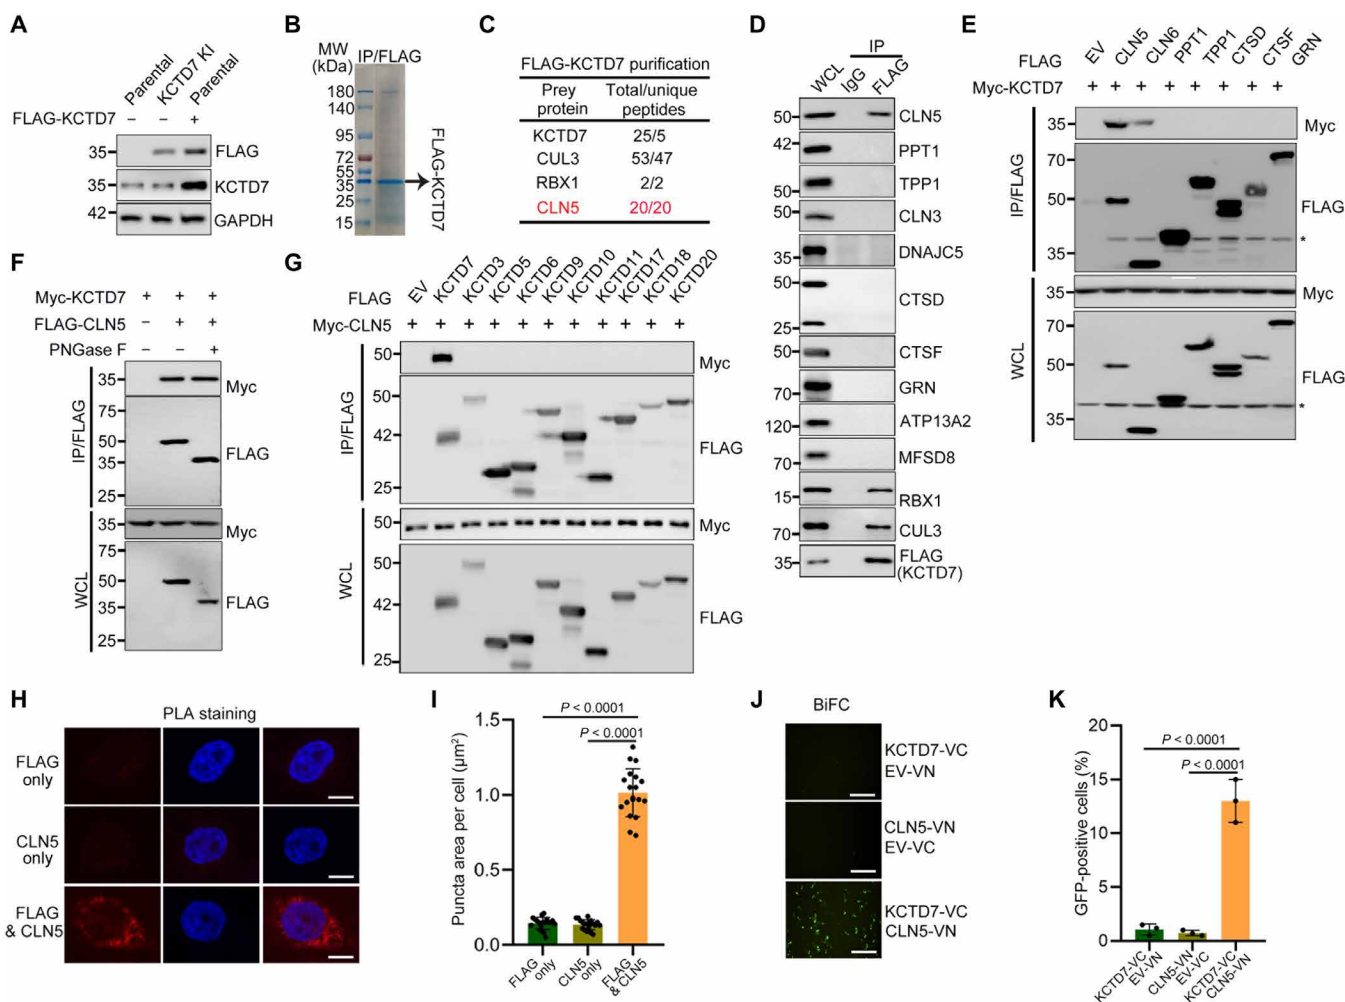 A
Parental
KCTD7 KI
Parental
FLAG-KCTD7 – – +
35 FLAG
35 KCTD7
42 GAPDH
B
MW
(kDa)
IP/FLAG
180
140
95
72
55
45
35
25
15
FLAG-KCTD7
C
FLAG-KCTD7 purification
Prey protein Total/unique peptides
KCTD7 25/5
CUL3 53/47
RBX1 2/2
CLN5 20/20
D
IP
WCL IgG FLAG
50 CLN5
42 PPT1
50 TPP1
50 CLN3
35 DNAJC5
50 CTSD
25
50 CTSF
70 GRN
120 ATP13A2
70 MFSD8
15 RBX1
70 CUL3
35 FLAG
(KCTD7)
E
FLAG EV CLN5 CLN6 PPT1 TPP1 CTSD CTSF GRN
Myc-KCTD7 + + + + + + + +
IP/FLAG
35 Myc
70
50 FLAG
*
35
WCL
35 Myc
70
50 FLAG
*
35
F
Myc-KCTD7 + + +
FLAG-CLN5 – + +
PNGase F – – +
IP/FLAG
35 Myc
75
50 FLAG
35
25
WCL
35 Myc
75
50
35 FLAG
25
G
FLAG EV KCTD7 KCTD3 KCTD5 KCTD6 KCTD9 KCTD10 KCTD11 KCTD17 KCTD18 KCTD20
Myc-CLN5 + + + + + + + + + + +
IP/FLAG
50 Myc
50
42 FLAG
25
WCL
50 Myc
50
42 FLAG
25
H
PLA staining
FLAG
only
CLN5
only
FLAG
& CLN5
I
P < 0.0001
P < 0.0001
Puncta area per cell (μm²)
1.5
1.0
0.5
0.0
FLAG only
CLN5 only
FLAG & CLN5
J
BiFC
KCTD7-VC
EV-VN
CLN5-VN
EV-VC
KCTD7-VC
CLN5-VN
K
P < 0.0001
P < 0.0001
GFP-positive cells (%)
20
15
10
5
0
KCTD7-VC EV-VN
CLN5-VN EV-VC
KCTD7-VC CLN5-VN